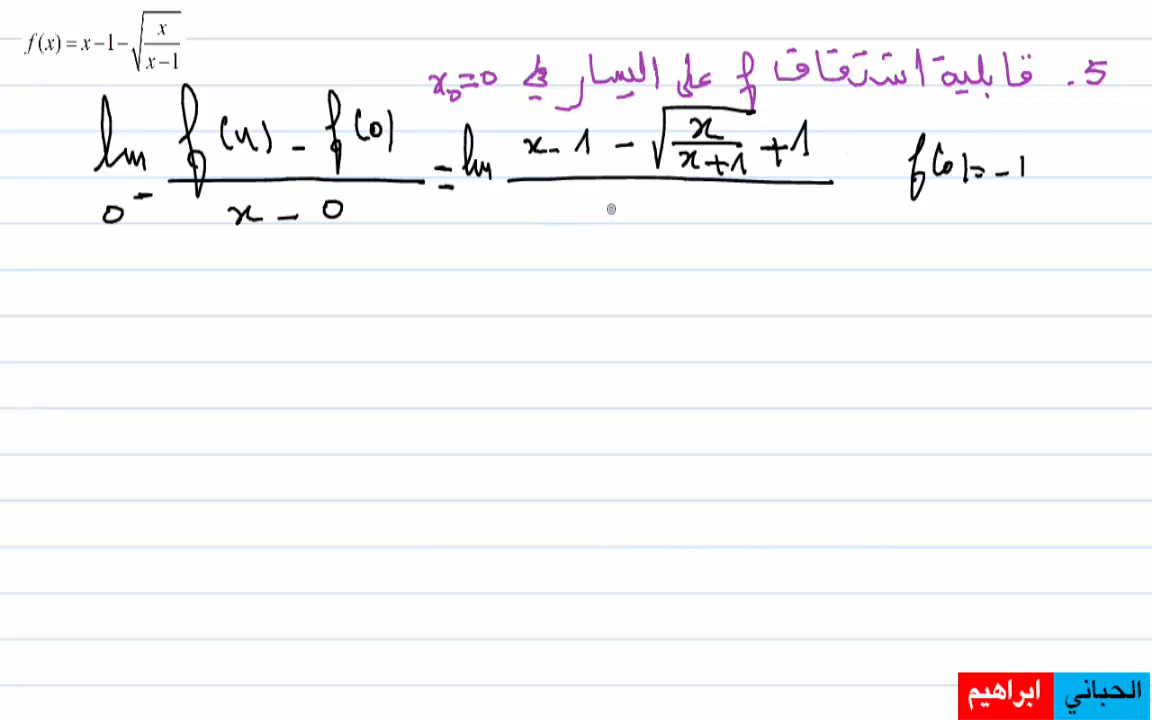 f(x) = x − 1 − √(x/(x−1))
5. قابلية اشتقاق f على اليسار في x₀=0
lim 0⁻ (f(x) − f(0))/(x − 0) = lim (x − 1 − √(x/(x+1)) + 1)/ f(0) = −1
ابراهيم الحباني